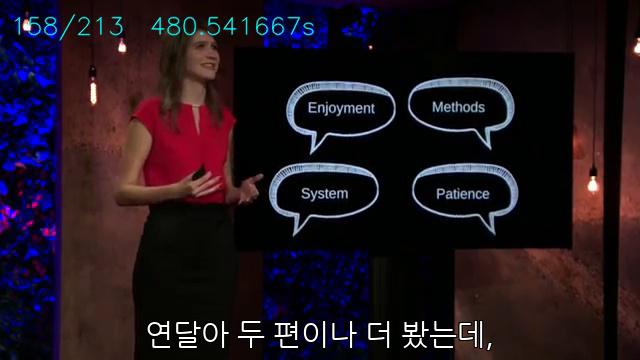 158/213 480.541667s
Enjoyment
Methods
System
Patience
연달아 두 편이나 더 봤는데,